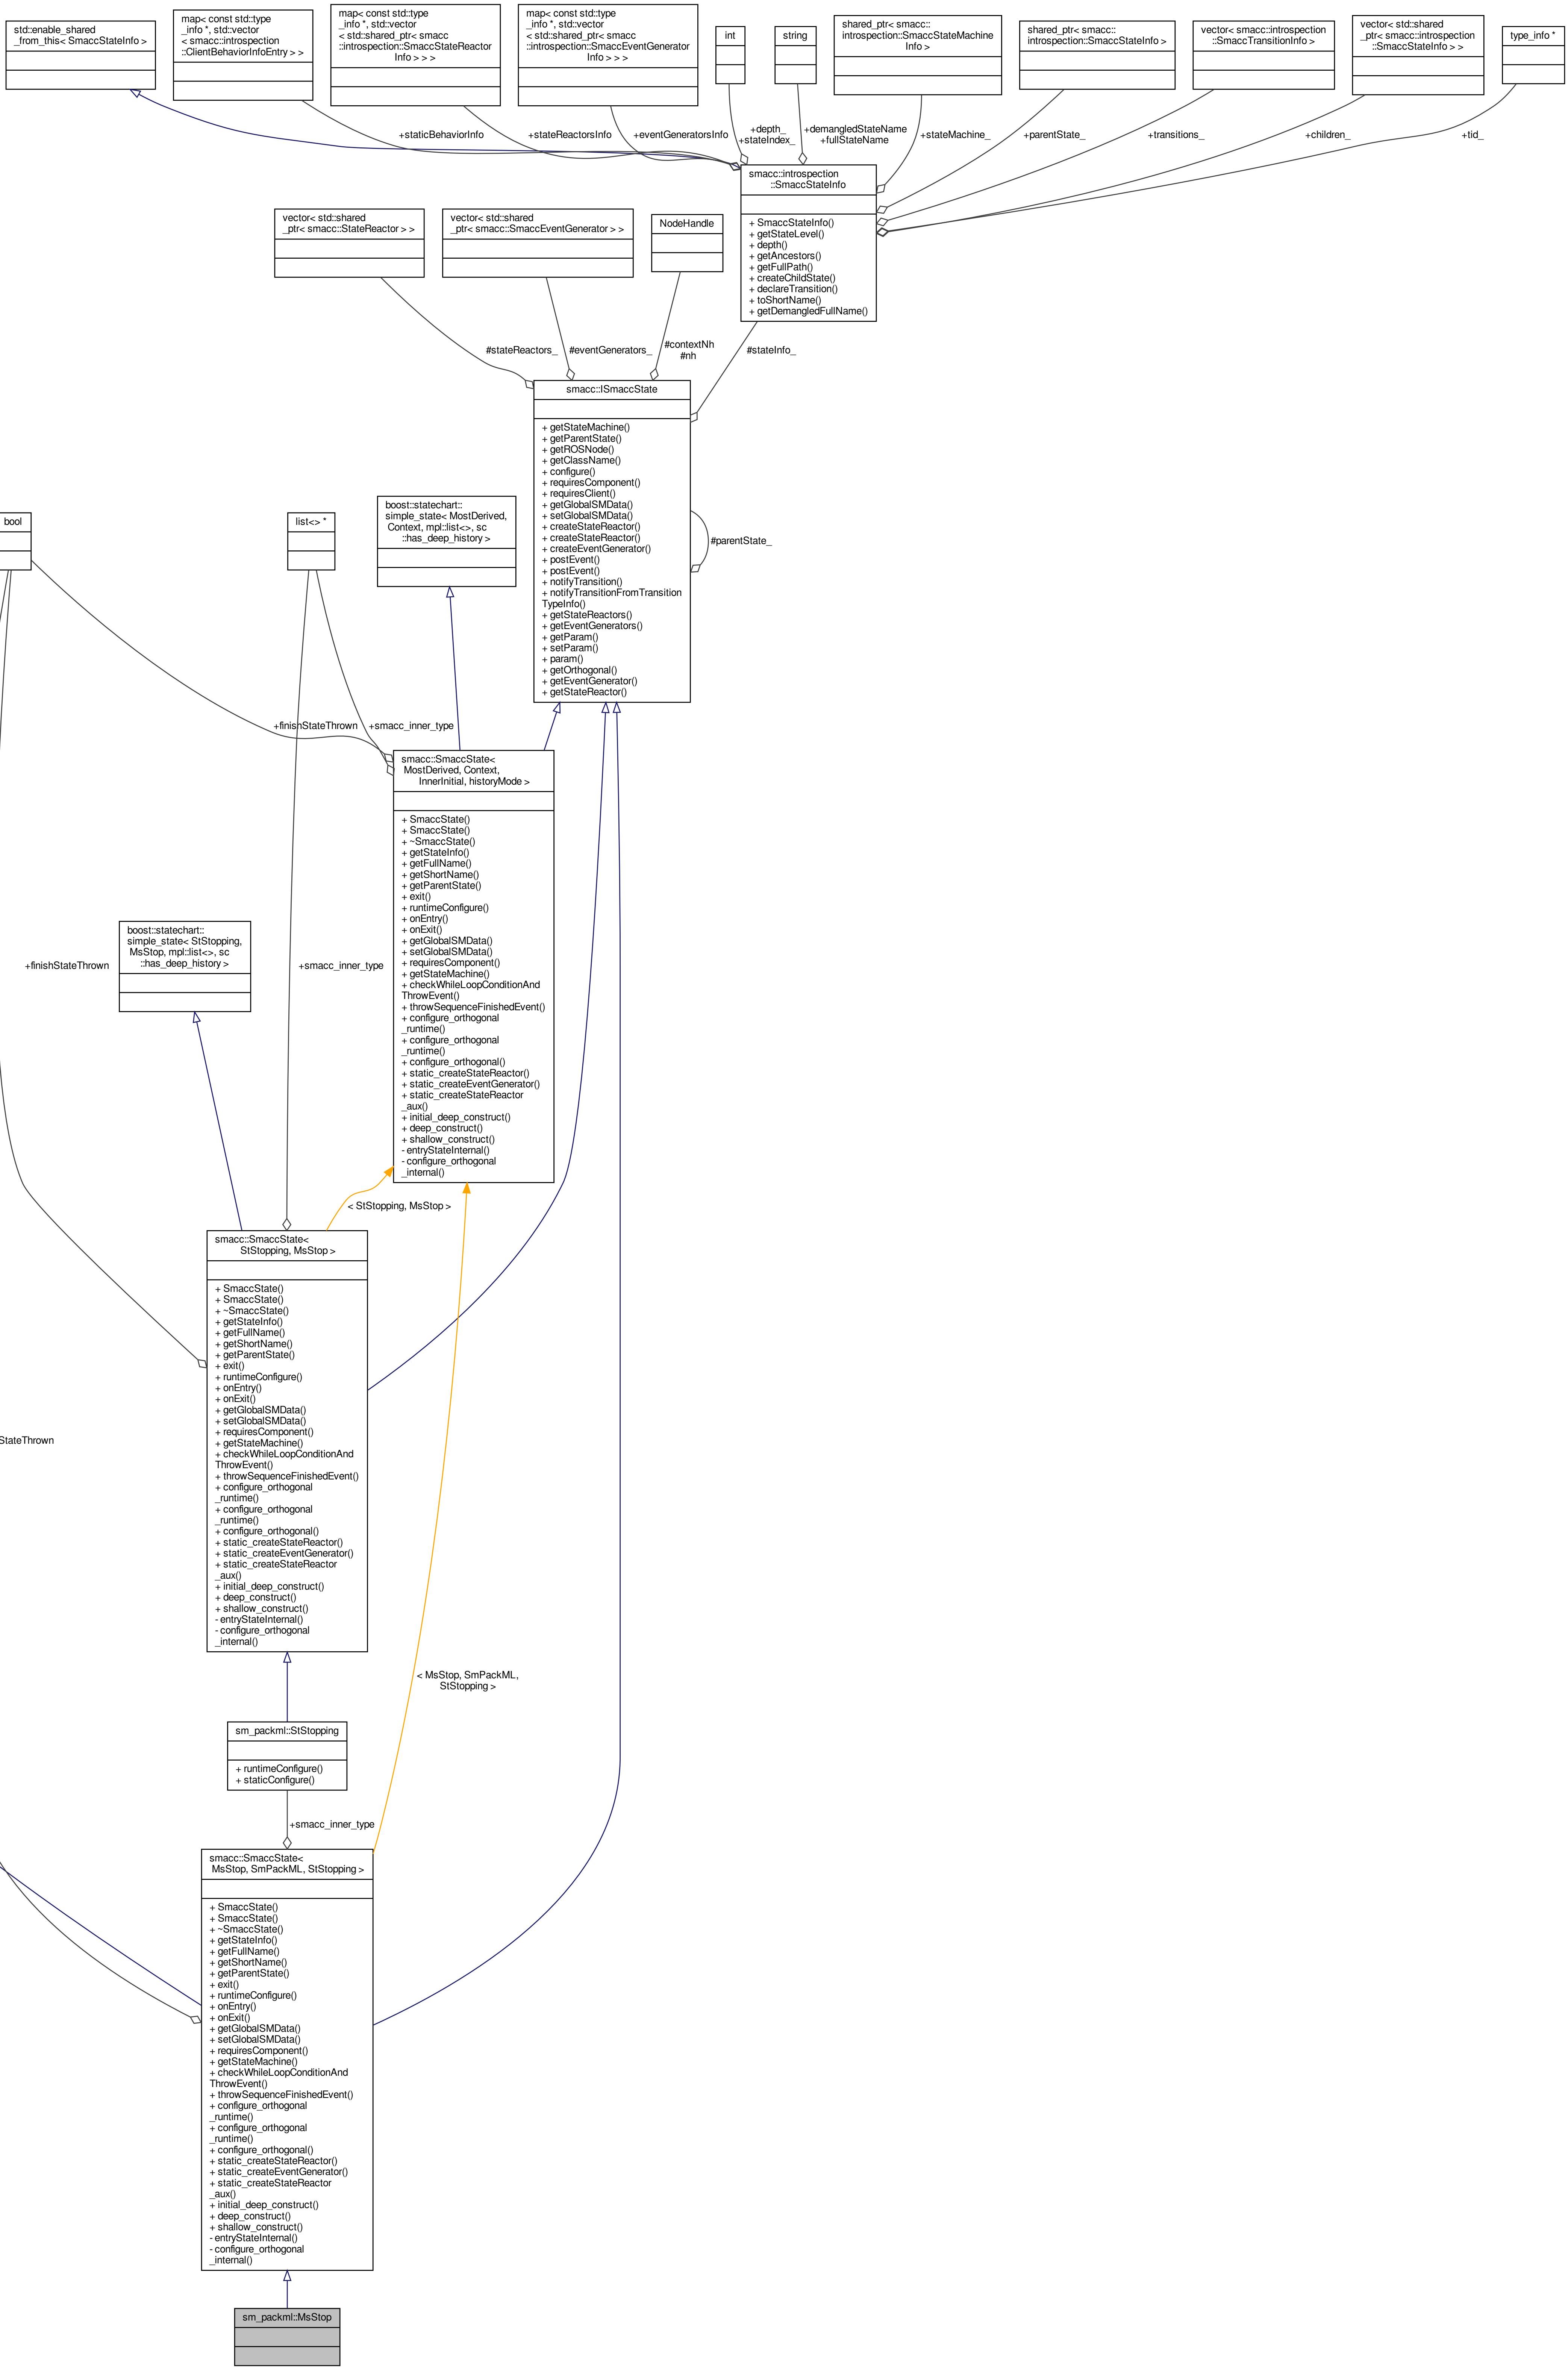 std::enable_shared
_from_this< SmaccStateInfo >
map< const std::type
_info *, std::vector
< smacc::introspection
::ClientBehaviorInfoEntry > >
map< const std::type
_info *, std::vector
< std::shared_ptr< smacc
::introspection::SmaccStateReactor
Info > > >
map< const std::type
_info *, std::vector
< std::shared_ptr< smacc
::introspection::SmaccEventGenerator
Info > > >
int
string
shared_ptr< smacc::
introspection::SmaccStateMachine
Info >
shared_ptr< smacc::
introspection::SmaccStateInfo >
vector< smacc::introspection
::SmaccTransitionInfo >
vector< std::shared
_ptr< smacc::introspection
::SmaccStateInfo > >
type_info *
+staticBehaviorInfo
+stateReactorsInfo
+eventGeneratorsInfo
+depth_
+stateIndex_
+demangledStateName
+fullStateName
+stateMachine_
+parentState_
+transitions_
+children_
+tid_
smacc::introspection
::SmaccStateInfo
+ SmaccStateInfo()
+ getStateLevel()
+ depth()
+ getAncestors()
+ getFullPath()
+ createChildState()
+ declareTransition()
+ toShortName()
+ getDemangledFullName()
vector< std::shared
_ptr< smacc::StateReactor > >
vector< std::shared
_ptr< smacc::SmaccEventGenerator > >
NodeHandle
#stateReactors_
#eventGenerators_
#contextNh
#nh
#stateInfo_
smacc::ISmaccState
+ getStateMachine()
+ getParentState()
+ getROSNode()
+ getClassName()
+ configure()
+ requiresComponent()
+ requiresClient()
+ getGlobalSMData()
+ setGlobalSMData()
+ createStateReactor()
+ createStateReactor()
+ createEventGenerator()
+ postEvent()
+ postEvent()
+ notifyTransition()
+ notifyTransitionFromTransition
TypeInfo()
+ getStateReactors()
+ getEventGenerators()
+ getParam()
+ setParam()
+ param()
+ getOrthogonal()
+ getEventGenerator()
+ getStateReactor()
#parentState_
bool
list<> *
boost::statechart::
simple_state< MostDerived,
Context, mpl::list<>, sc
::has_deep_history >
+finishStateThrown
+smacc_inner_type
smacc::SmaccState<
MostDerived, Context,
InnerInitial, historyMode >
+ SmaccState()
+ SmaccState()
+ ~SmaccState()
+ getStateInfo()
+ getFullName()
+ getShortName()
+ getParentState()
+ exit()
+ runtimeConfigure()
+ onEntry()
+ onExit()
+ getGlobalSMData()
+ setGlobalSMData()
+ requiresComponent()
+ getStateMachine()
+ checkWhileLoopConditionAnd
ThrowEvent()
+ throwSequenceFinishedEvent()
+ configure_orthogonal
_runtime()
+ configure_orthogonal
_runtime()
+ configure_orthogonal()
+ static_createStateReactor()
+ static_createEventGenerator()
+ static_createStateReactor
_aux()
+ initial_deep_construct()
+ deep_construct()
+ shallow_construct()
- entryStateInternal()
- configure_orthogonal
_internal()
boost::statechart::
simple_state< StStopping,
MsStop, mpl::list<>, sc
::has_deep_history >
+finishStateThrown
+smacc_inner_type
< StStopping, MsStop >
smacc::SmaccState<
StStopping, MsStop >
+ SmaccState()
+ SmaccState()
+ ~SmaccState()
+ getStateInfo()
+ getFullName()
+ getShortName()
+ getParentState()
+ exit()
+ runtimeConfigure()
+ onEntry()
+ onExit()
+ getGlobalSMData()
+ setGlobalSMData()
+ requiresComponent()
+ getStateMachine()
+ checkWhileLoopConditionAnd
ThrowEvent()
+ throwSequenceFinishedEvent()
+ configure_orthogonal
_runtime()
+ configure_orthogonal
_runtime()
+ configure_orthogonal()
+ static_createStateReactor()
+ static_createEventGenerator()
+ static_createStateReactor
_aux()
+ initial_deep_construct()
+ deep_construct()
+ shallow_construct()
- entryStateInternal()
- configure_orthogonal
_internal()
StateThrown
< MsStop, SmPackML,
StStopping >
sm_packml::StStopping
+ runtimeConfigure()
+ staticConfigure()
+smacc_inner_type
smacc::SmaccState<
MsStop, SmPackML, StStopping >
+ SmaccState()
+ SmaccState()
+ ~SmaccState()
+ getStateInfo()
+ getFullName()
+ getShortName()
+ getParentState()
+ exit()
+ runtimeConfigure()
+ onEntry()
+ onExit()
+ getGlobalSMData()
+ setGlobalSMData()
+ requiresComponent()
+ getStateMachine()
+ checkWhileLoopConditionAnd
ThrowEvent()
+ throwSequenceFinishedEvent()
+ configure_orthogonal
_runtime()
+ configure_orthogonal
_runtime()
+ configure_orthogonal()
+ static_createStateReactor()
+ static_createEventGenerator()
+ static_createStateReactor
_aux()
+ initial_deep_construct()
+ deep_construct()
+ shallow_construct()
- entryStateInternal()
- configure_orthogonal
_internal()
sm_packml::MsStop